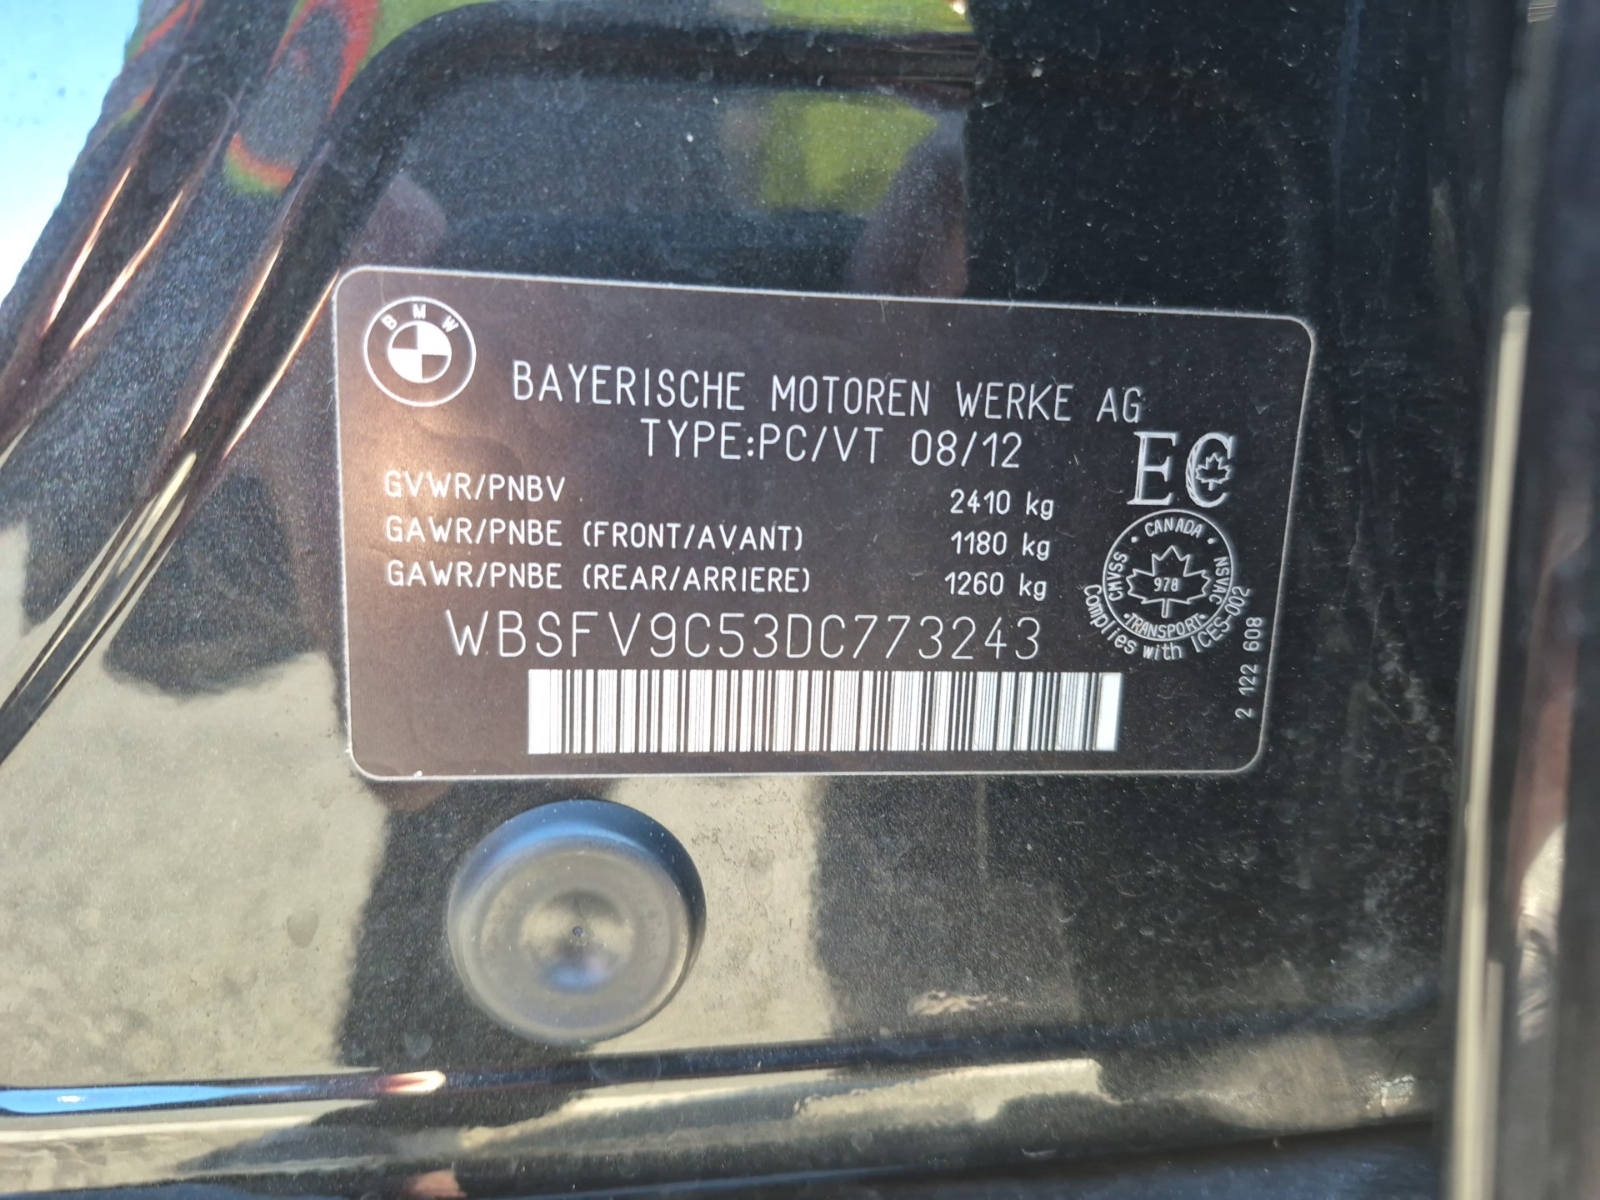 BMW
BAYERISCHE MOTOREN WERKE AG
TYPE:PC/VT 08/12
EC
GVWR/PNBV 2410 kg
GAWR/PNBE (FRONT/AVANT) 1180 kg
GAWR/PNBE (REAR/ARRIERE) 1260 kg
WBSFV9C53DC773243
CANADA • NSVAC • TRANSPORT • CMVSS •
978
Complies with ICES-002
2 122 608